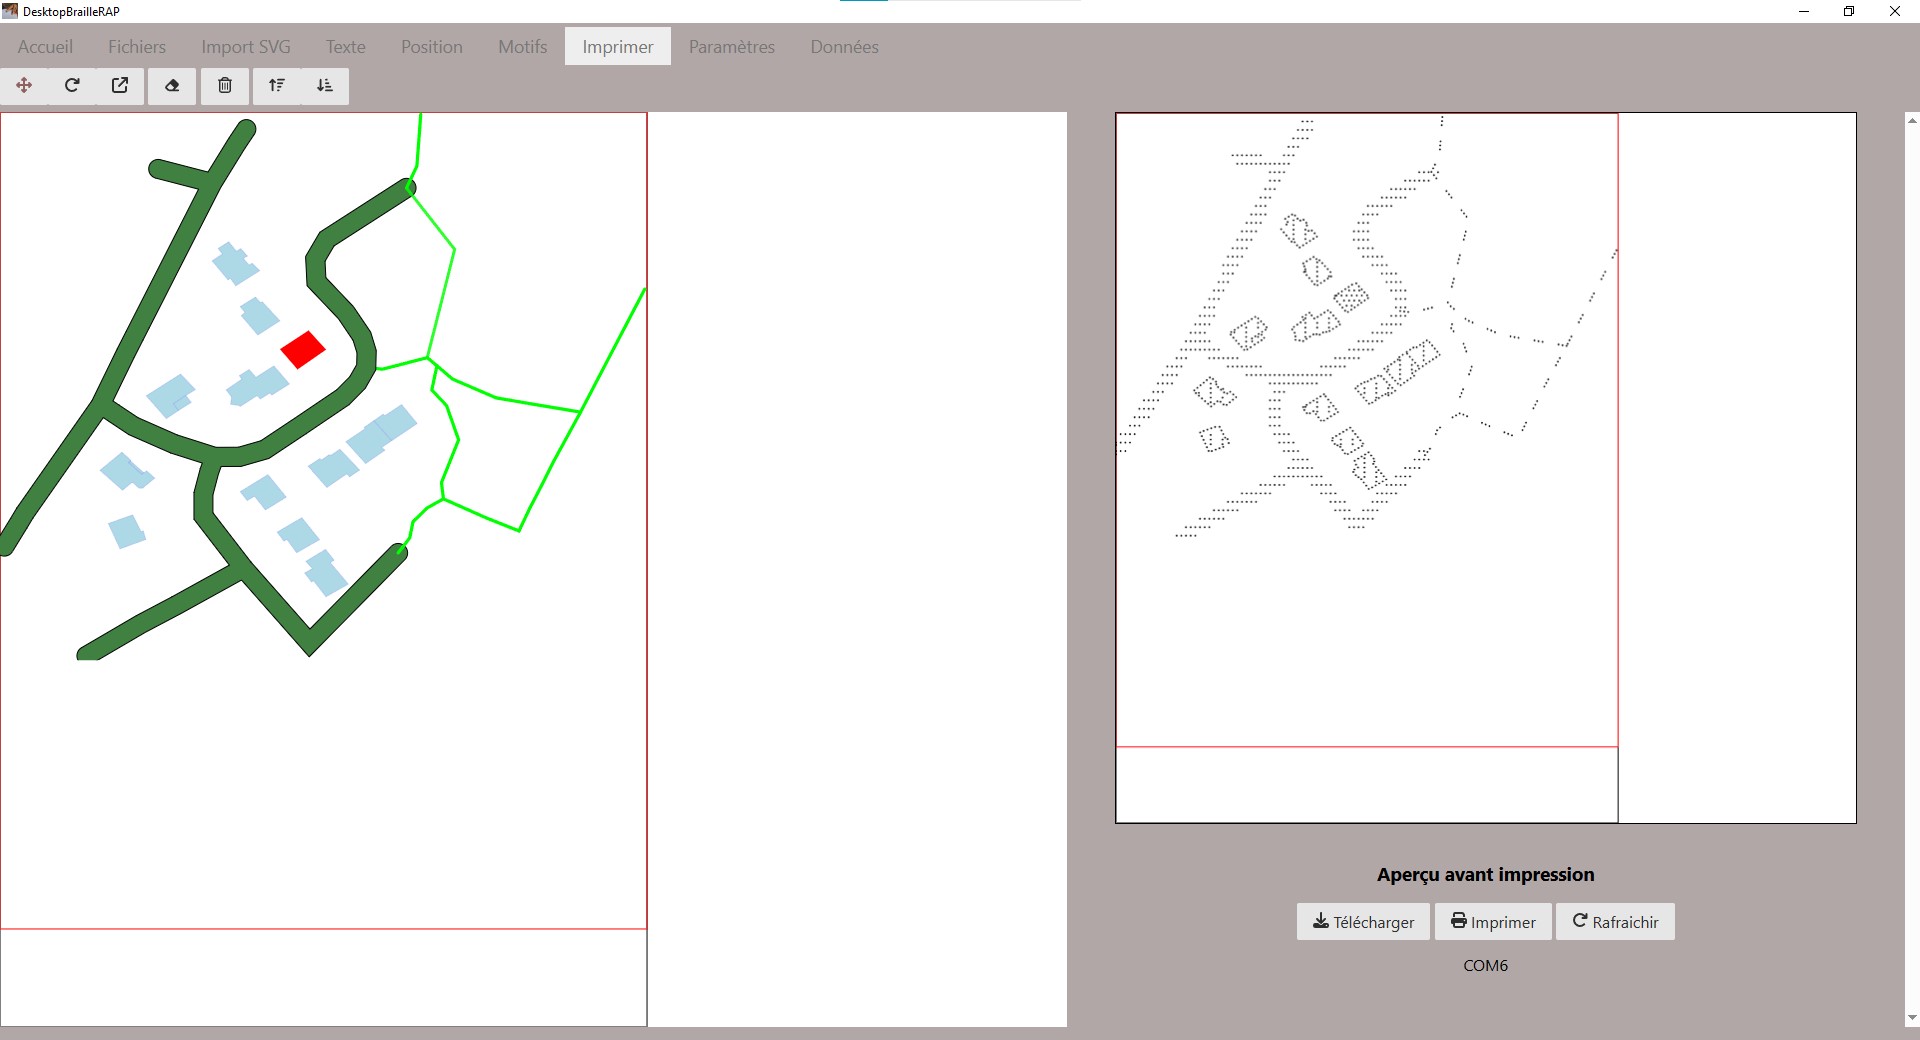 DesktopBrailleRAP
Accueil Fichiers Import SVG Texte Position Motifs Imprimer Paramètres Données
Aperçu avant impression
Télécharger Imprimer Rafraichir
COM6